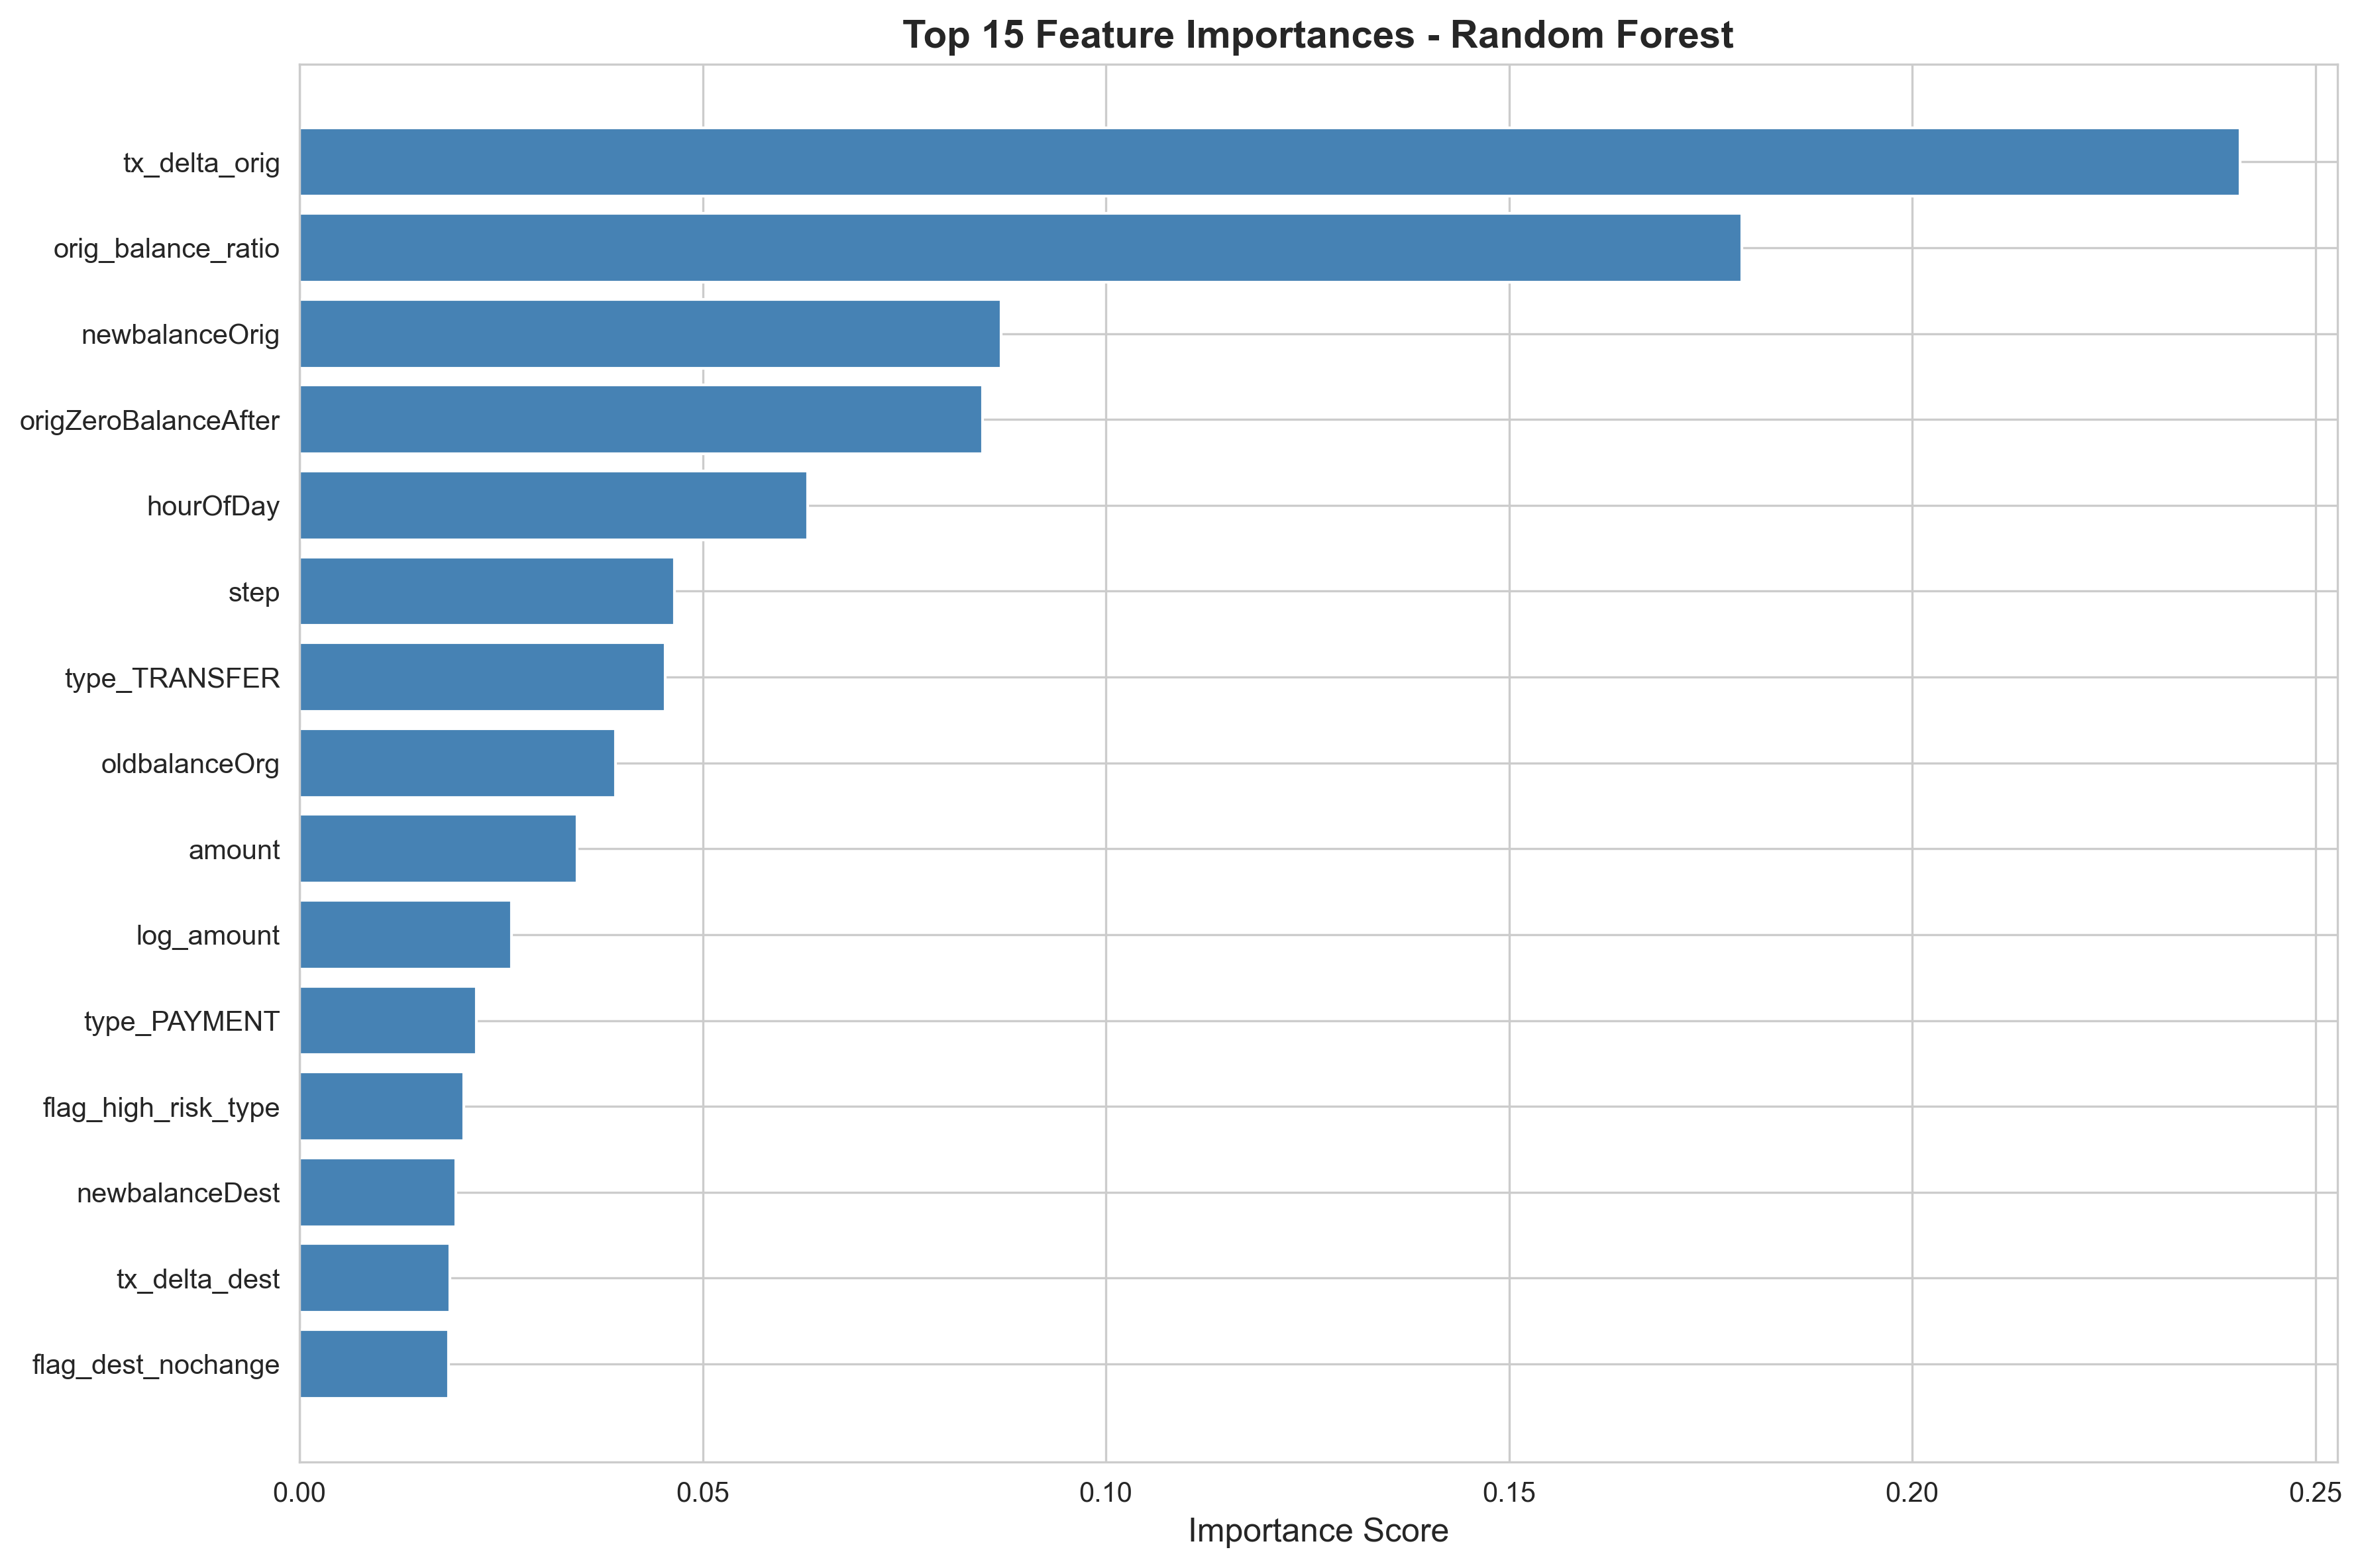 Top 15 Feature Importances - Random Forest
tx_delta_orig
orig_balance_ratio
newbalanceOrig
origZeroBalanceAfter
hourOfDay
step
type_TRANSFER
oldbalanceOrg
amount
log_amount
type_PAYMENT
flag_high_risk_type
newbalanceDest
tx_delta_dest
flag_dest_nochange
0.00 0.05 0.10 0.15 0.20 0.25
Importance Score